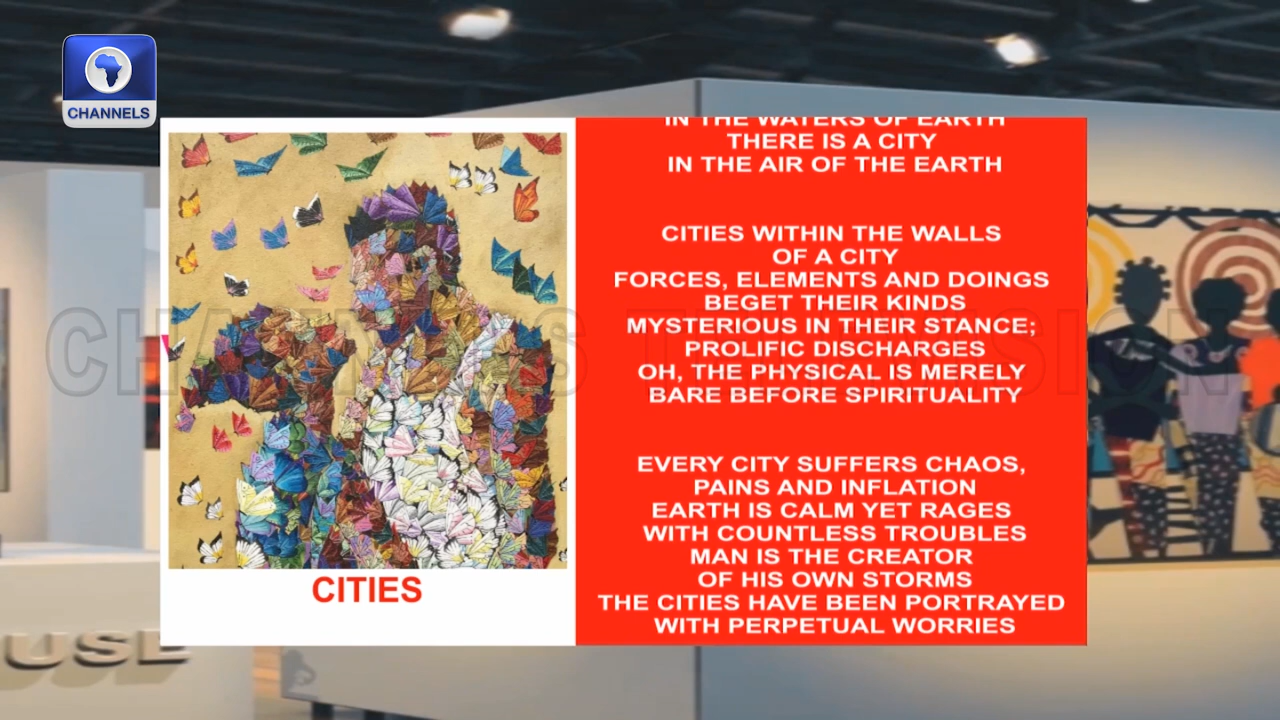 CHANNELS
IN THE WATERS OF EARTH
THERE IS A CITY
IN THE AIR OF THE EARTH
CITIES WITHIN THE WALLS
OF A CITY
FORCES, ELEMENTS AND DOINGS
BEGET THEIR KINDS
MYSTERIOUS IN THEIR STANCE;
PROLIFIC DISCHARGES
OH, THE PHYSICAL IS MERELY
BARE BEFORE SPIRITUALITY
EVERY CITY SUFFERS CHAOS,
PAINS AND INFLATION
EARTH IS CALM YET RAGES
WITH COUNTLESS TROUBLES
MAN IS THE CREATOR
OF HIS OWN STORMS
THE CITIES HAVE BEEN PORTRAYED
WITH PERPETUAL WORRIES
CITIES
CHANNELS TELEVISION